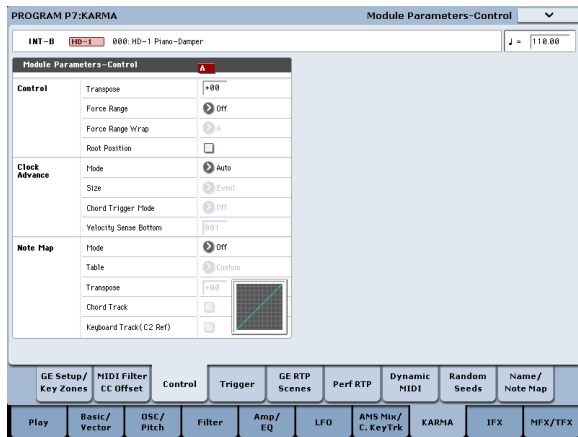 PROGRAM P7:KARMA
Module Parameters-Control
INT-B HD-1 000: HD-1 Piano-Damper
♩ = 110.00
Module Parameters-Control A
Control Transpose +00
Force Range Off
Force Range Wrap A
Root Position
Clock Advance Mode Auto
Size Event
Chord Trigger Mode Off
Velocity Sense Bottom 001
Note Map Mode Off
Table Custom
Transpose +00
Chord Track
Keyboard Track(C2 Ref)
GE Setup/ Key Zones MIDI Filter CC Offset Control Trigger GE RTP Scenes Perf RTP Dynamic MIDI Random Seeds Name/ Note Map
Play Basic/ Vector OSC/ Pitch Filter Amp/ EQ LFO AMS Mix/ C. KeyTrk KARMA IFX MFX/TFX